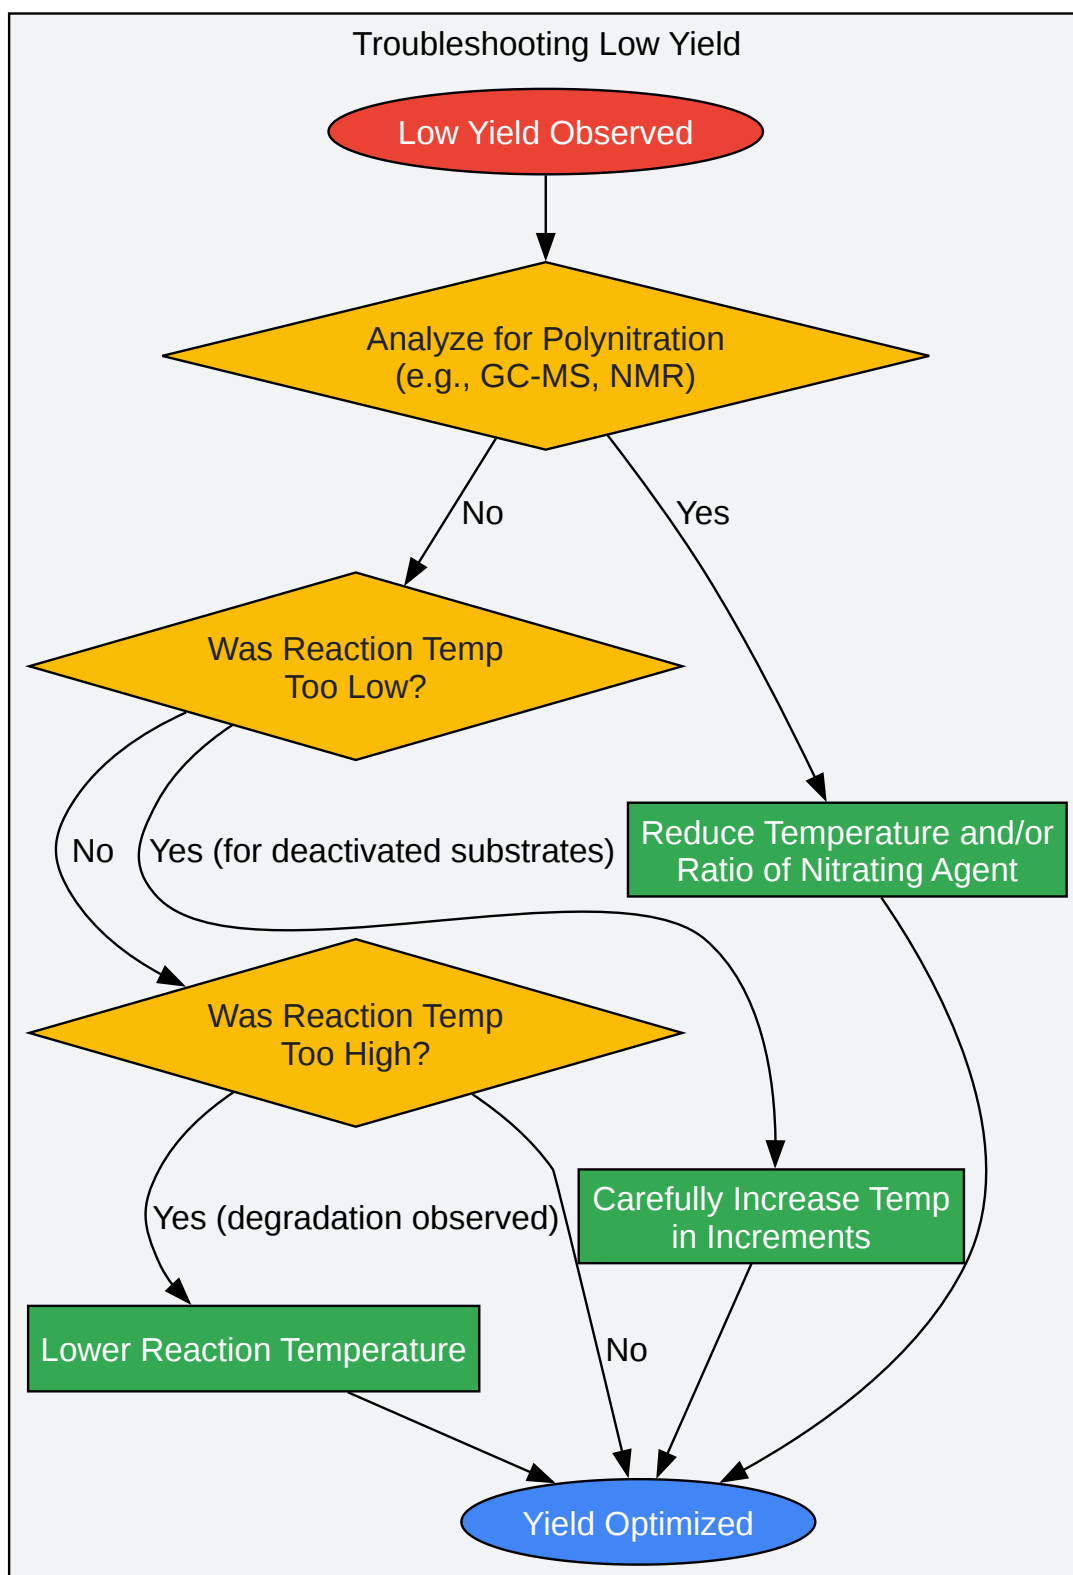 Troubleshooting Low Yield
Low Yield Observed
Analyze for Polynitration
(e.g., GC-MS, NMR)
No
Yes
Was Reaction Temp
Too Low?
No
Yes (for deactivated substrates)
Reduce Temperature and/or
Ratio of Nitrating Agent
Was Reaction Temp
Too High?
Yes (degradation observed)
Carefully Increase Temp
in Increments
Lower Reaction Temperature
No
Yield Optimized